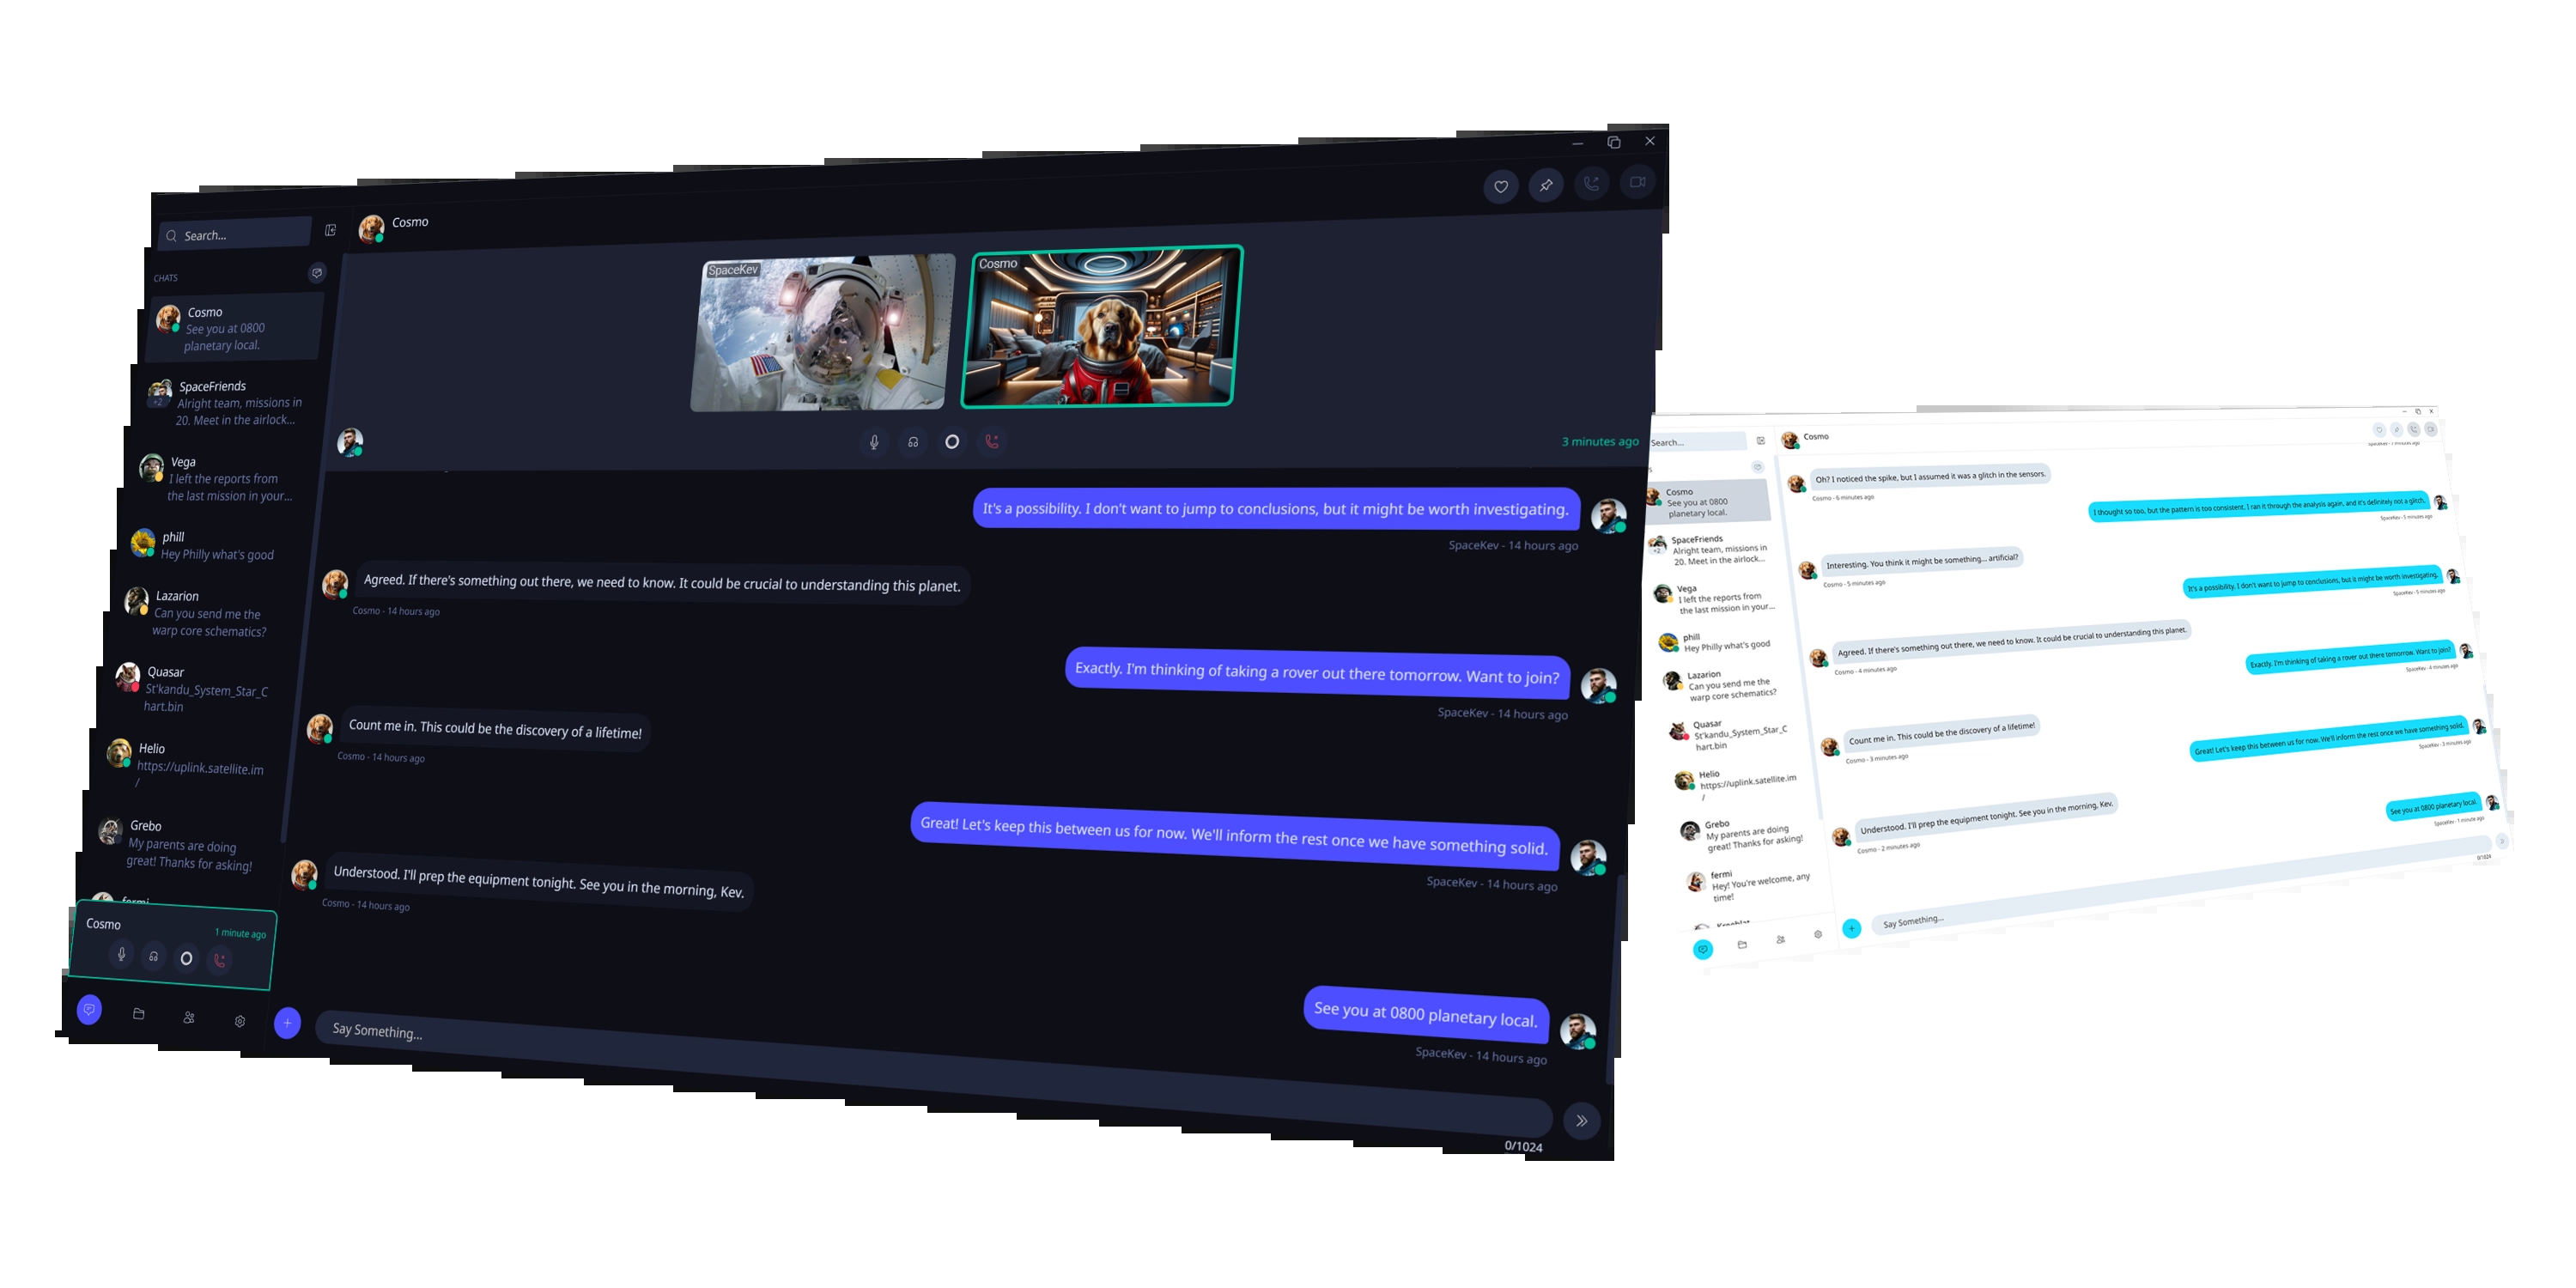 Search...
CHATS
Cosmo
See you at 0800
planetary local.
SpaceFriends
+2
Alright team, missions in
20. Meet in the airlock...
Vega
I left the reports from
the last mission in your...
phill
Hey Philly what's good
Lazarion
Can you send me the
warp core schematics?
Quasar
St'kandu_System_Star_C
hart.bin
Helio
https://uplink.satellite.im
/
Grebo
My parents are doing
great! Thanks for asking!
fermi
Cosmo
1 minute ago
Cosmo
SpaceKev
Cosmo
3 minutes ago
It's a possibility. I don't want to jump to conclusions, but it might be worth investigating.
SpaceKev - 14 hours ago
Agreed. If there's something out there, we need to know. It could be crucial to understanding this planet.
Cosmo - 14 hours ago
Exactly. I'm thinking of taking a rover out there tomorrow. Want to join?
SpaceKev - 14 hours ago
Count me in. This could be the discovery of a lifetime!
Cosmo - 14 hours ago
Great! Let's keep this between us for now. We'll inform the rest once we have something solid.
SpaceKev - 14 hours ago
Understood. I'll prep the equipment tonight. See you in the morning, Kev.
Cosmo - 14 hours ago
See you at 0800 planetary local.
SpaceKev - 14 hours ago
Say Something...
0/1024
Search...
Cosmo
See you at 0800
planetary local.
SpaceFriends
+2
Alright team, missions in
20. Meet in the airlock...
Vega
I left the reports from
the last mission in your...
phill
Hey Philly what's good
Lazarion
Can you send me the
warp core schematics?
Quasar
St'kandu_System_Star_C
hart.bin
Helio
https://uplink.satellite.im
/
Grebo
My parents are doing
great! Thanks for asking!
fermi
Hey! You're welcome, any
time!
Cosmo
Oh? I noticed the spike, but I assumed it was a glitch in the sensors.
Cosmo - 6 minutes ago
I thought so too, but the pattern is too consistent. I ran it through the analysis again, and it's definitely not a glitch.
SpaceKev - 5 minutes ago
Interesting. You think it might be something... artificial?
Cosmo - 5 minutes ago
It's a possibility. I don't want to jump to conclusions, but it might be worth investigating.
SpaceKev - 5 minutes ago
Agreed. If there's something out there, we need to know. It could be crucial to understanding this planet.
Cosmo - 4 minutes ago
Exactly. I'm thinking of taking a rover out there tomorrow. Want to join?
SpaceKev - 4 minutes ago
Count me in. This could be the discovery of a lifetime!
Cosmo - 3 minutes ago
Great! Let's keep this between us for now. We'll inform the rest once we have something solid.
SpaceKev - 3 minutes ago
Understood. I'll prep the equipment tonight. See you in the morning, Kev.
Cosmo - 2 minutes ago
See you at 0800 planetary local.
SpaceKev - 1 minute ago
Say Something...
0/1024